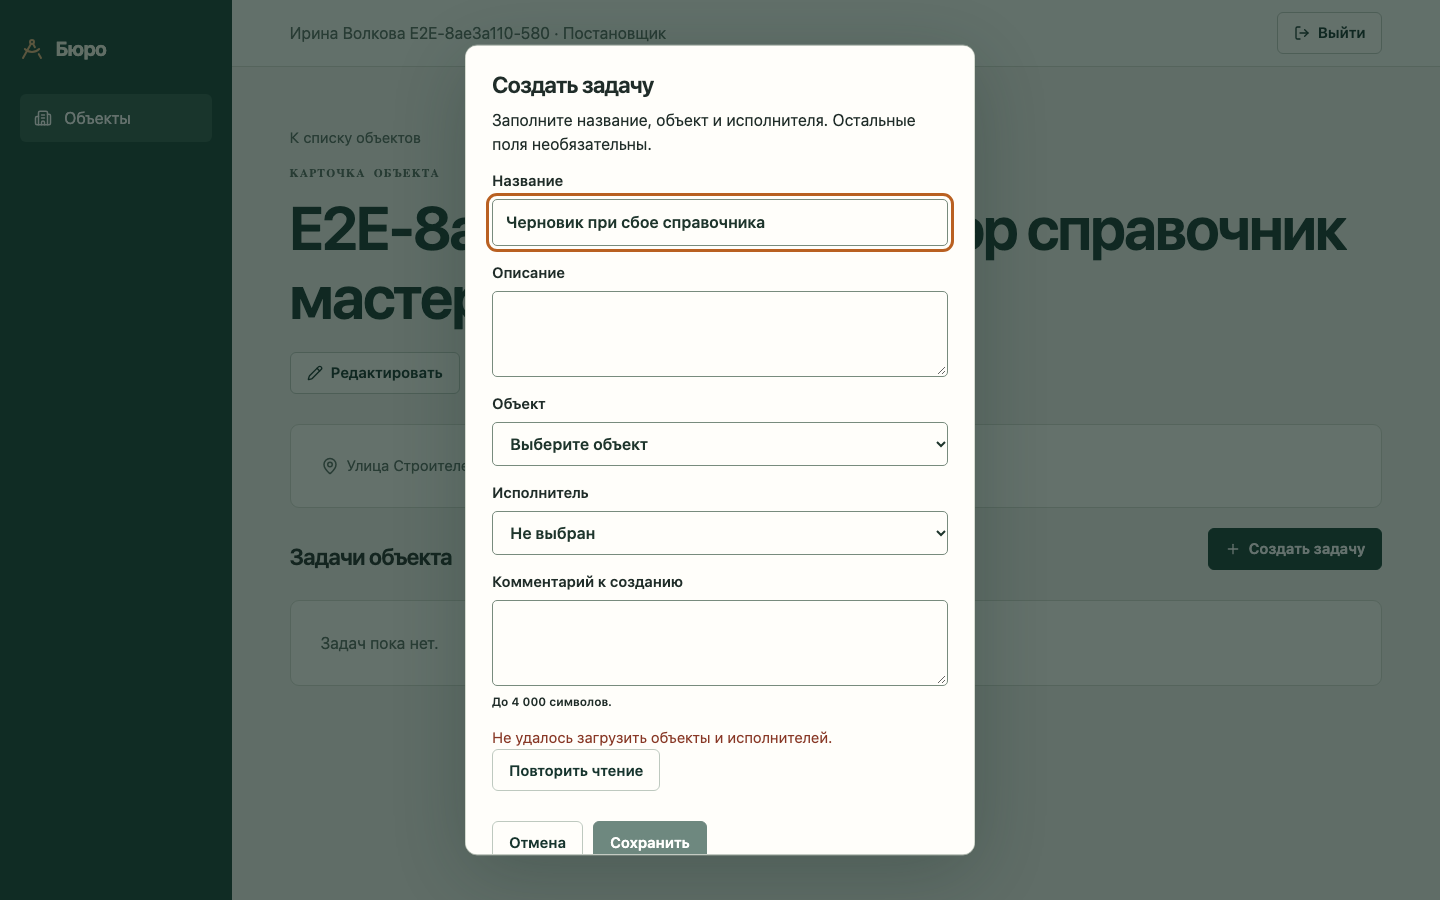 Бюро
Объекты
Ирина Волкова E2E-8ae3a110-580 · Постановщик
Выйти
К списку объектов
КАРТОЧКА ОБЪЕКТА
E2E-8a
ор справочник
мастер
Редактировать
Улица Строителе
Задачи объекта
Создать задачу
Задач пока нет.
Создать задачу
Заполните название, объект и исполнителя. Остальные
поля необязательны.
Название
Черновик при сбое справочника
Описание
Объект
Выберите объект
Исполнитель
Не выбран
Комментарий к созданию
До 4 000 символов.
Не удалось загрузить объекты и исполнителей.
Повторить чтение
Отмена
Сохранить